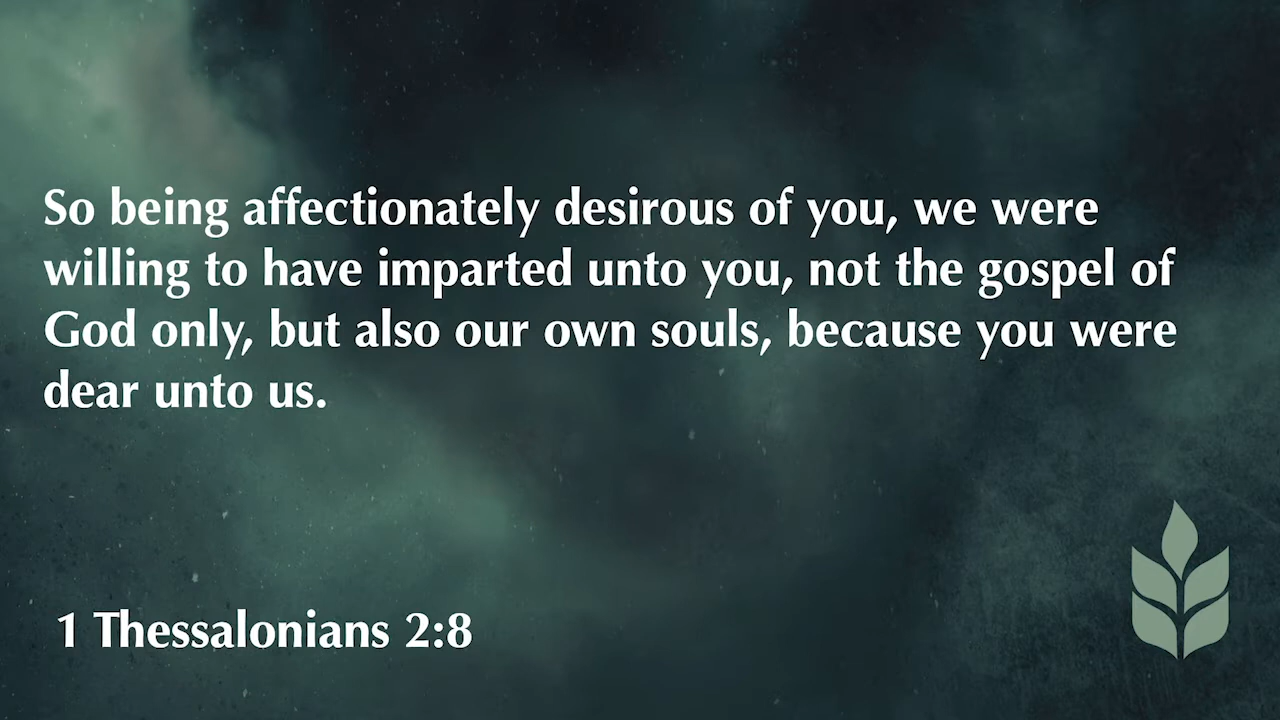 So being affectionately desirous of you, we were
willing to have imparted unto you, not the gospel of
God only, but also our own souls, because you were
dear unto us.
1 Thessalonians 2:8